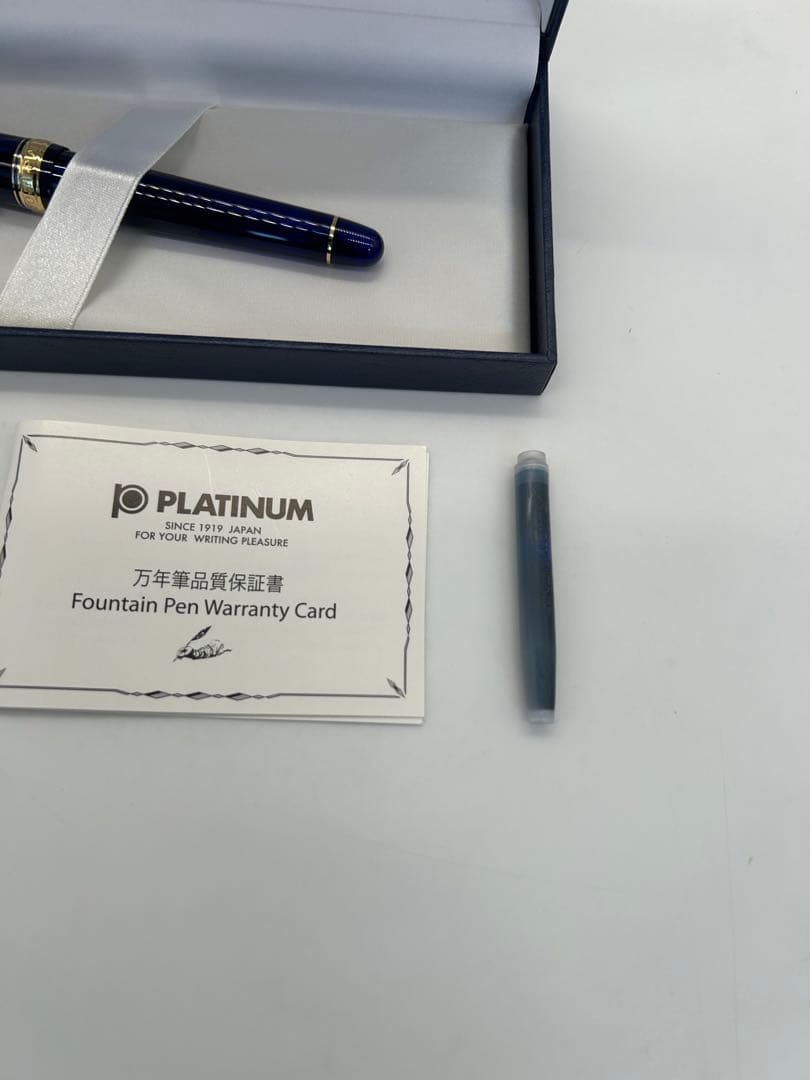 PLATINUM
SINCE 1919 JAPAN
FOR YOUR WRITING PLEASURE
万年筆品質保証書
Fountain Pen Warranty Card